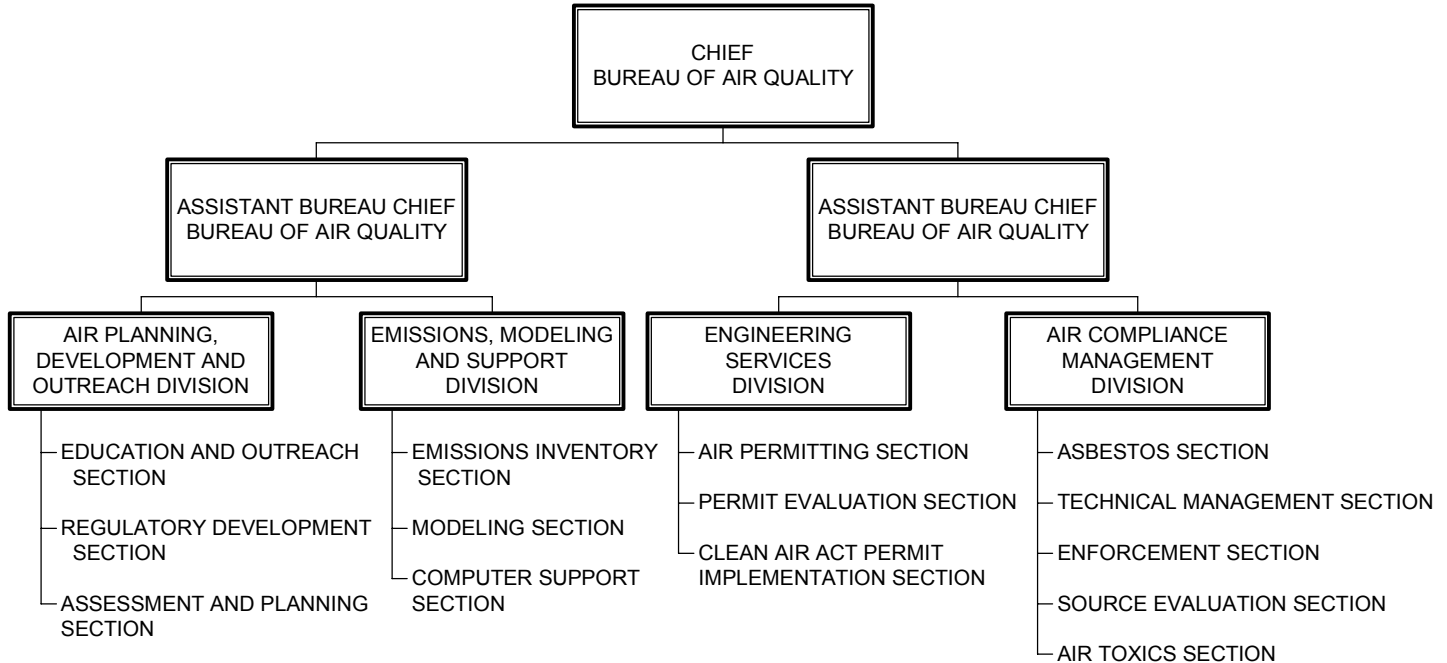 CHIEF
BUREAU OF AIR QUALITY
ASSISTANT BUREAU CHIEF
BUREAU OF AIR QUALITY
ASSISTANT BUREAU CHIEF
BUREAU OF AIR QUALITY
AIR PLANNING,
DEVELOPMENT AND
OUTREACH DIVISION
EDUCATION AND OUTREACH
SECTION
REGULATORY DEVELOPMENT
SECTION
ASSESSMENT AND PLANNING
SECTION
EMISSIONS, MODELING
AND SUPPORT
DIVISION
EMISSIONS INVENTORY
SECTION
MODELING SECTION
COMPUTER SUPPORT
SECTION
ENGINEERING
SERVICES
DIVISION
AIR PERMITTING SECTION
PERMIT EVALUATION SECTION
CLEAN AIR ACT PERMIT
IMPLEMENTATION SECTION
AIR COMPLIANCE
MANAGEMENT
DIVISION
ASBESTOS SECTION
TECHNICAL MANAGEMENT SECTION
ENFORCEMENT SECTION
SOURCE EVALUATION SECTION
AIR TOXICS SECTION